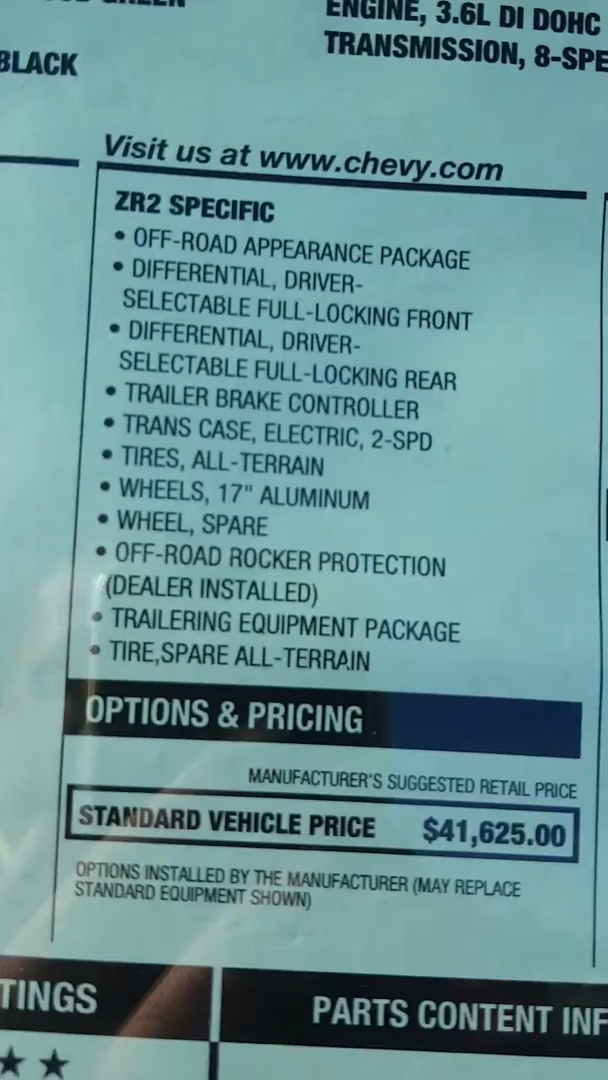 GREEN
ENGINE, 3.6L DI DOHC
TRANSMISSION, 8-SPE
BLACK
Visit us at www.chevy.com
ZR2 SPECIFIC
• OFF-ROAD APPEARANCE PACKAGE
• DIFFERENTIAL, DRIVER-
SELECTABLE FULL-LOCKING FRONT
• DIFFERENTIAL, DRIVER-
SELECTABLE FULL-LOCKING REAR
• TRAILER BRAKE CONTROLLER
• TRANS CASE, ELECTRIC, 2-SPD
• TIRES, ALL-TERRAIN
• WHEELS, 17" ALUMINUM
• WHEEL, SPARE
• OFF-ROAD ROCKER PROTECTION
(DEALER INSTALLED)
• TRAILERING EQUIPMENT PACKAGE
• TIRE,SPARE ALL-TERRAIN
OPTIONS & PRICING
MANUFACTURER'S SUGGESTED RETAIL PRICE
STANDARD VEHICLE PRICE $41,625.00
OPTIONS INSTALLED BY THE MANUFACTURER (MAY REPLACE
STANDARD EQUIPMENT SHOWN)
TINGS
PARTS CONTENT INF
★ ★